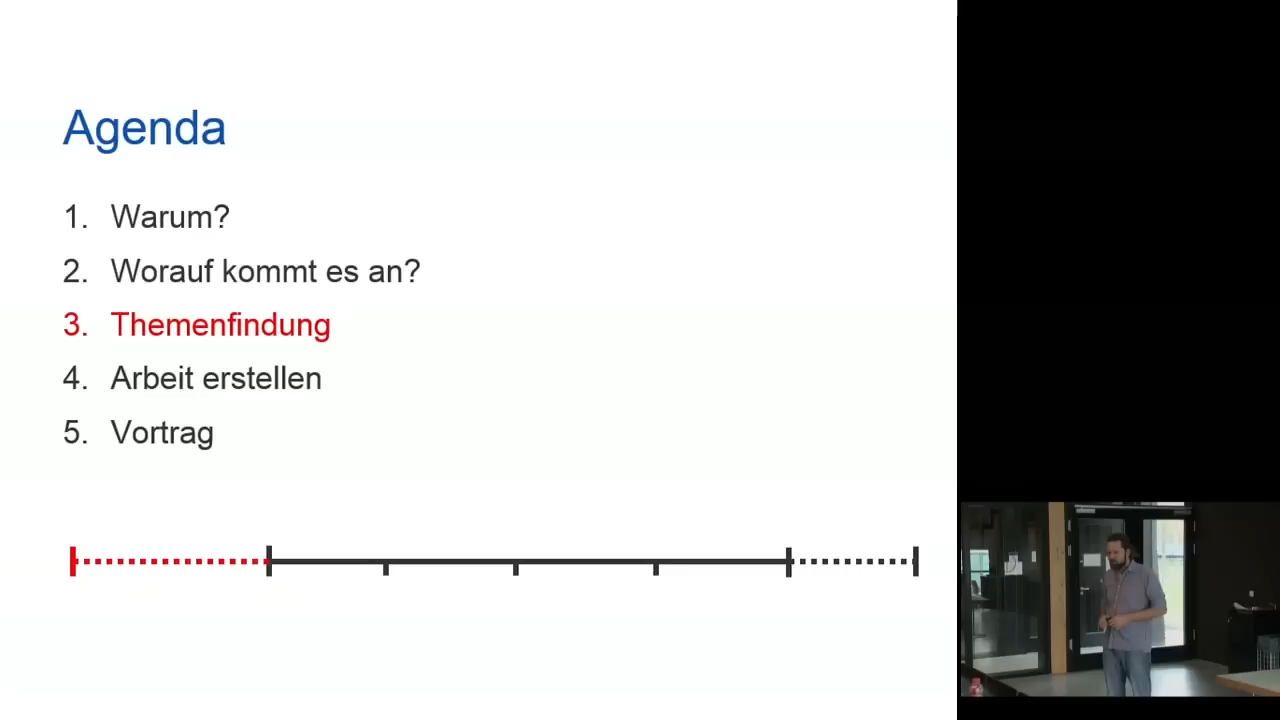 Agenda
1. Warum?
2. Worauf kommt es an?
3. Themenfindung
4. Arbeit erstellen
5. Vortrag